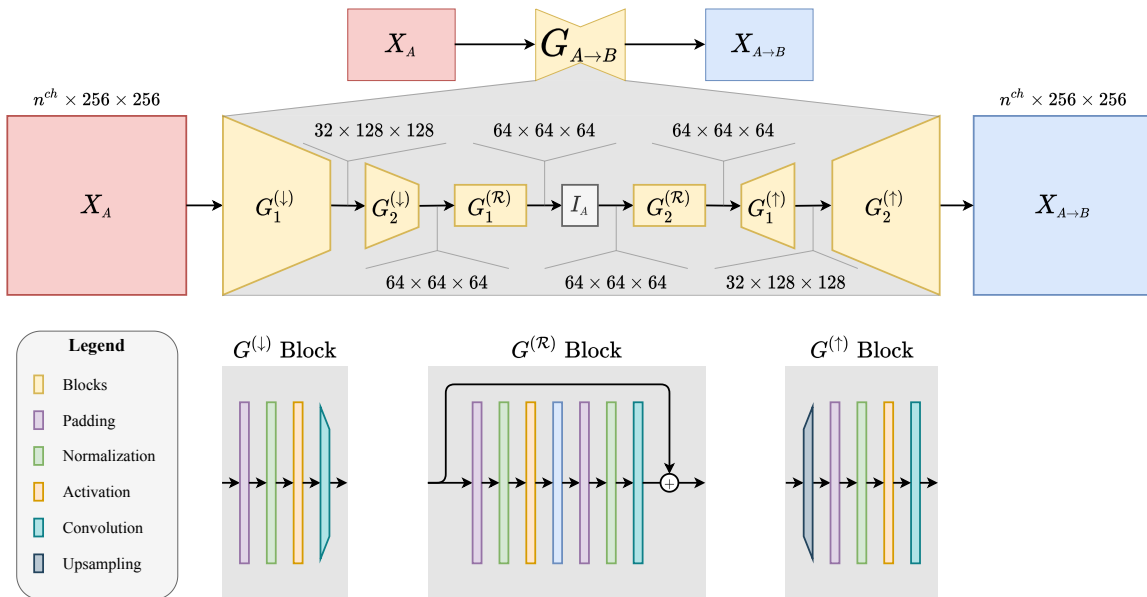 X_A
G_{A→B}
X_{A→B}
n^{ch} × 256 × 256
n^{ch} × 256 × 256
32 × 128 × 128
64 × 64 × 64
64 × 64 × 64
X_A
G_1^{(↓)}
G_2^{(↓)}
G_1^{(ℛ)}
I_A
G_2^{(ℛ)}
G_1^{(↑)}
G_2^{(↑)}
X_{A→B}
64 × 64 × 64
64 × 64 × 64
32 × 128 × 128
Legend
Blocks
Padding
Normalization
Activation
Convolution
Upsampling
G^{(↓)} Block
G^{(ℛ)} Block
G^{(↑)} Block
+